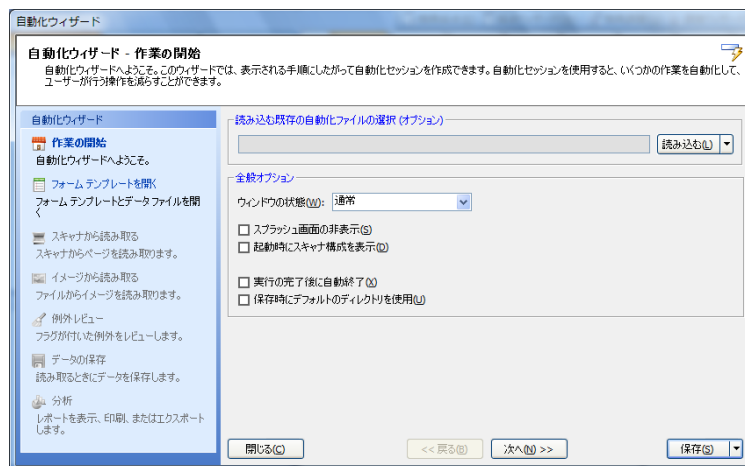 自動化ウィザード
自動化ウィザード - 作業の開始
自動化ウィザードへようこそ。このウィザードでは、表示される手順にしたがって自動化セッションを作成できます。自動化セッションを使用すると、いくつかの作業を自動化して、
ユーザーが行う操作を減らすことができます。
自動化ウィザード
作業の開始
自動化ウィザードへようこそ。
フォーム テンプレートを開く
フォーム テンプレートとデータ ファイルを開
く
スキャナから読み取る
スキャナからページを読み取ります。
イメージから読み取る
ファイルからイメージを読み取ります。
例外レビュー
フラグが付いた例外をレビューします。
データの保存
読み取るときにデータを保存します。
分析
レポートを表示、印刷、またはエクスポート
します。
読み込む既存の自動化ファイルの選択 (オプション)
読み込む(L)
全般オプション
ウィンドウの状態(W): 通常
スプラッシュ画面の非表示(S)
起動時にスキャナ構成を表示(D)
実行の完了後に自動終了(X)
保存時にデフォルトのディレクトリを使用(U)
閉じる(C)
<< 戻る(B)
次へ(N) >>
保存(S)